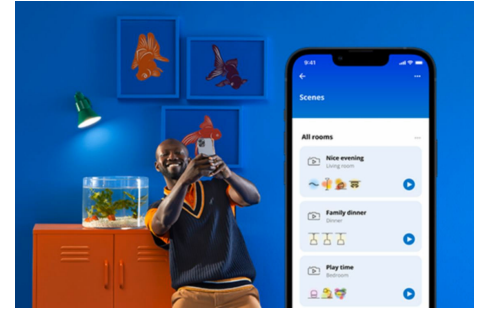 9:41
Scenes
All rooms
Nice evening
Living room
Family dinner
Dinner
Play time
Bedroom